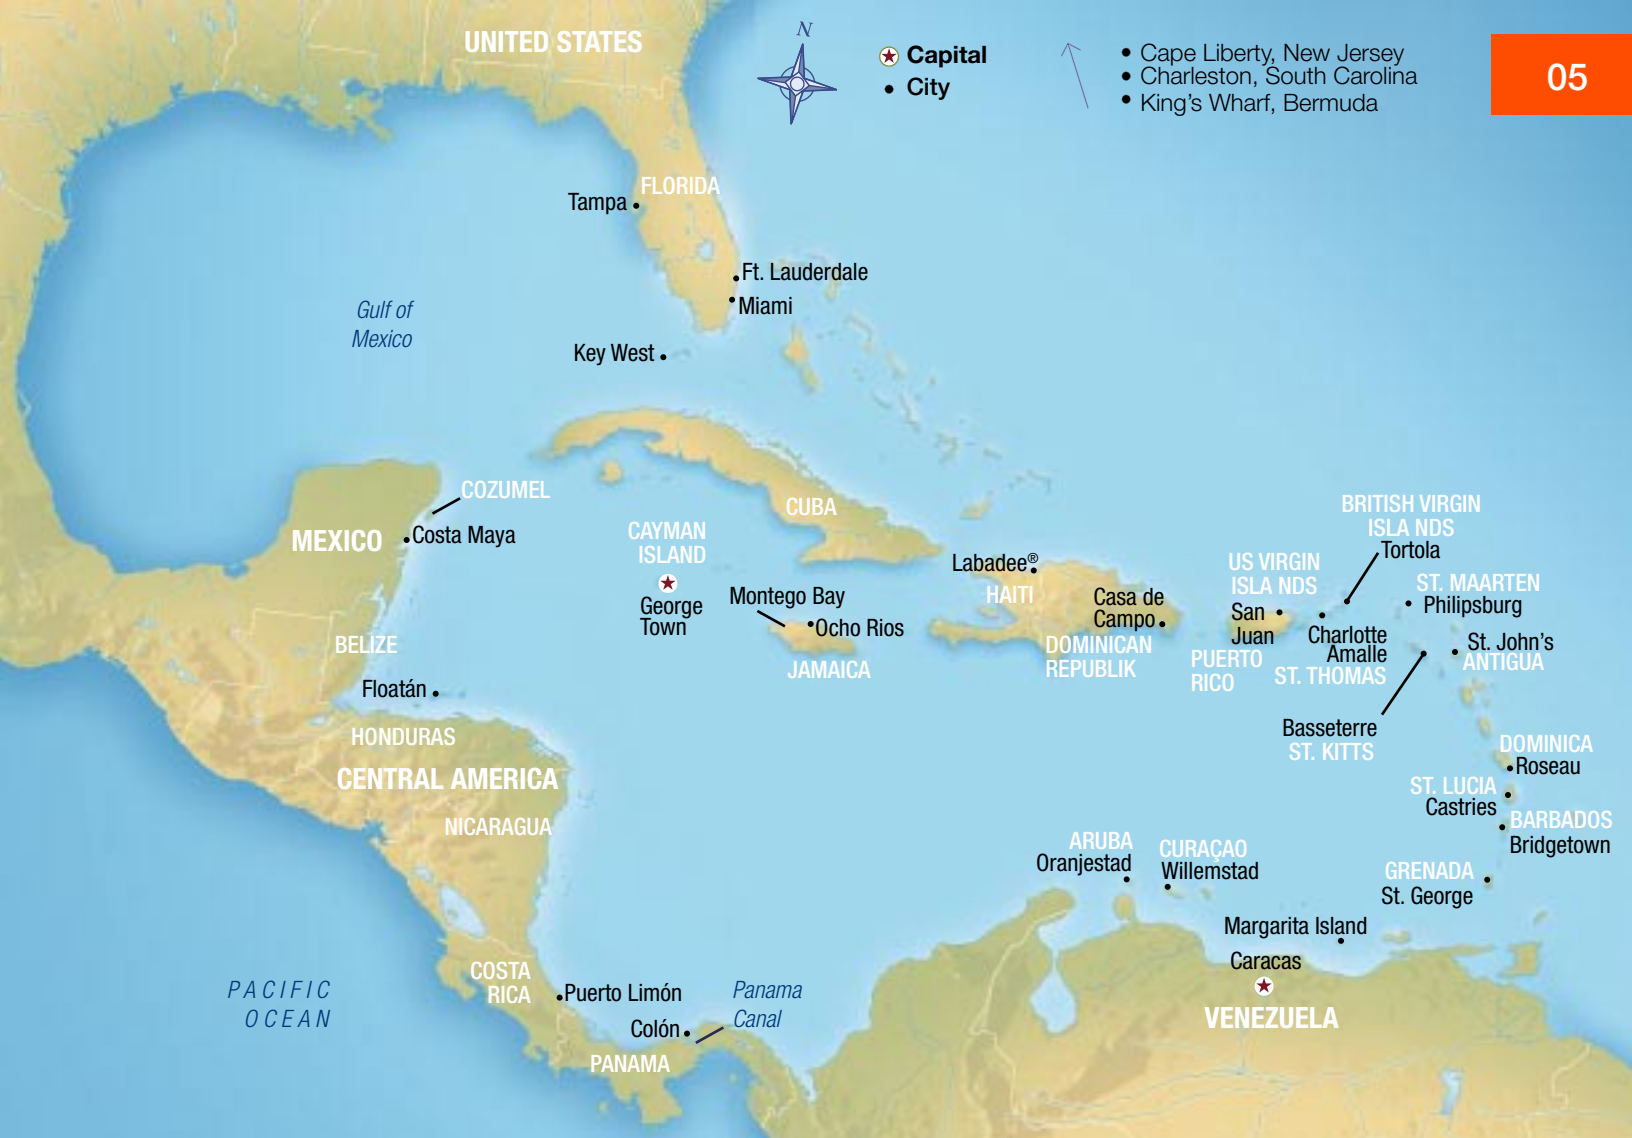 UNITED STATES
N
Capital
City
Cape Liberty, New Jersey
Charleston, South Carolina
King's Wharf, Bermuda
05
FLORIDA
Tampa
Ft. Lauderdale
Miami
Gulf of
Mexico
Key West
COZUMEL
MEXICO
Costa Maya
CUBA
CAYMAN
ISLAND
George
Town
Montego Bay
Ocho Rios
JAMAICA
Labadee®
HAITI
Casa de
Campo
DOMINICAN
REPUBLIK
BRITISH VIRGIN
ISLA NDS
Tortola
US VIRGIN
ISLA NDS
San
Juan
PUERTO
RICO
Charlotte
Amalle
ST. THOMAS
ST. MAARTEN
Philipsburg
St. John's
ANTIGUA
Basseterre
ST. KITTS
BELIZE
Floatán
HONDURAS
CENTRAL AMERICA
NICARAGUA
DOMINICA
Roseau
ST. LUCIA
Castries
BARBADOS
Bridgetown
ARUBA
Oranjestad
CURAÇAO
Willemstad
GRENADA
St. George
Margarita Island
Caracas
VENEZUELA
PACIFIC
OCEAN
COSTA
RICA
Puerto Limón
Colón
Panama
Canal
PANAMA